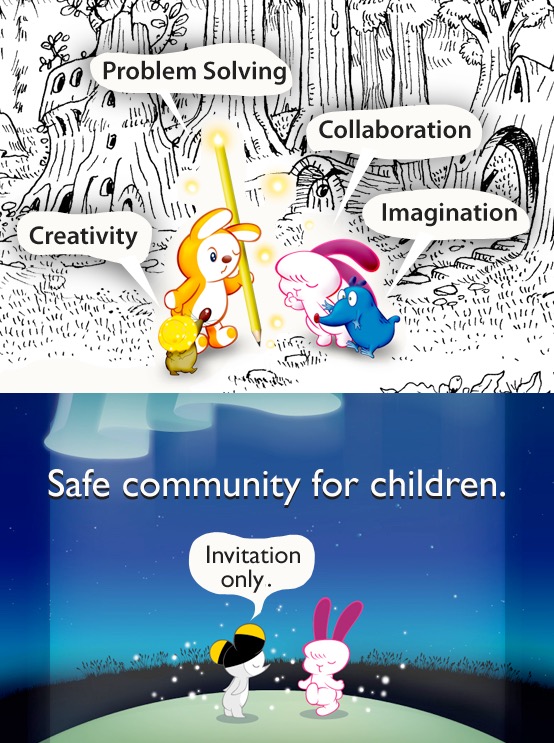 Problem Solving
Collaboration
Imagination
Creativity
Safe community for children.
Invitation
only.